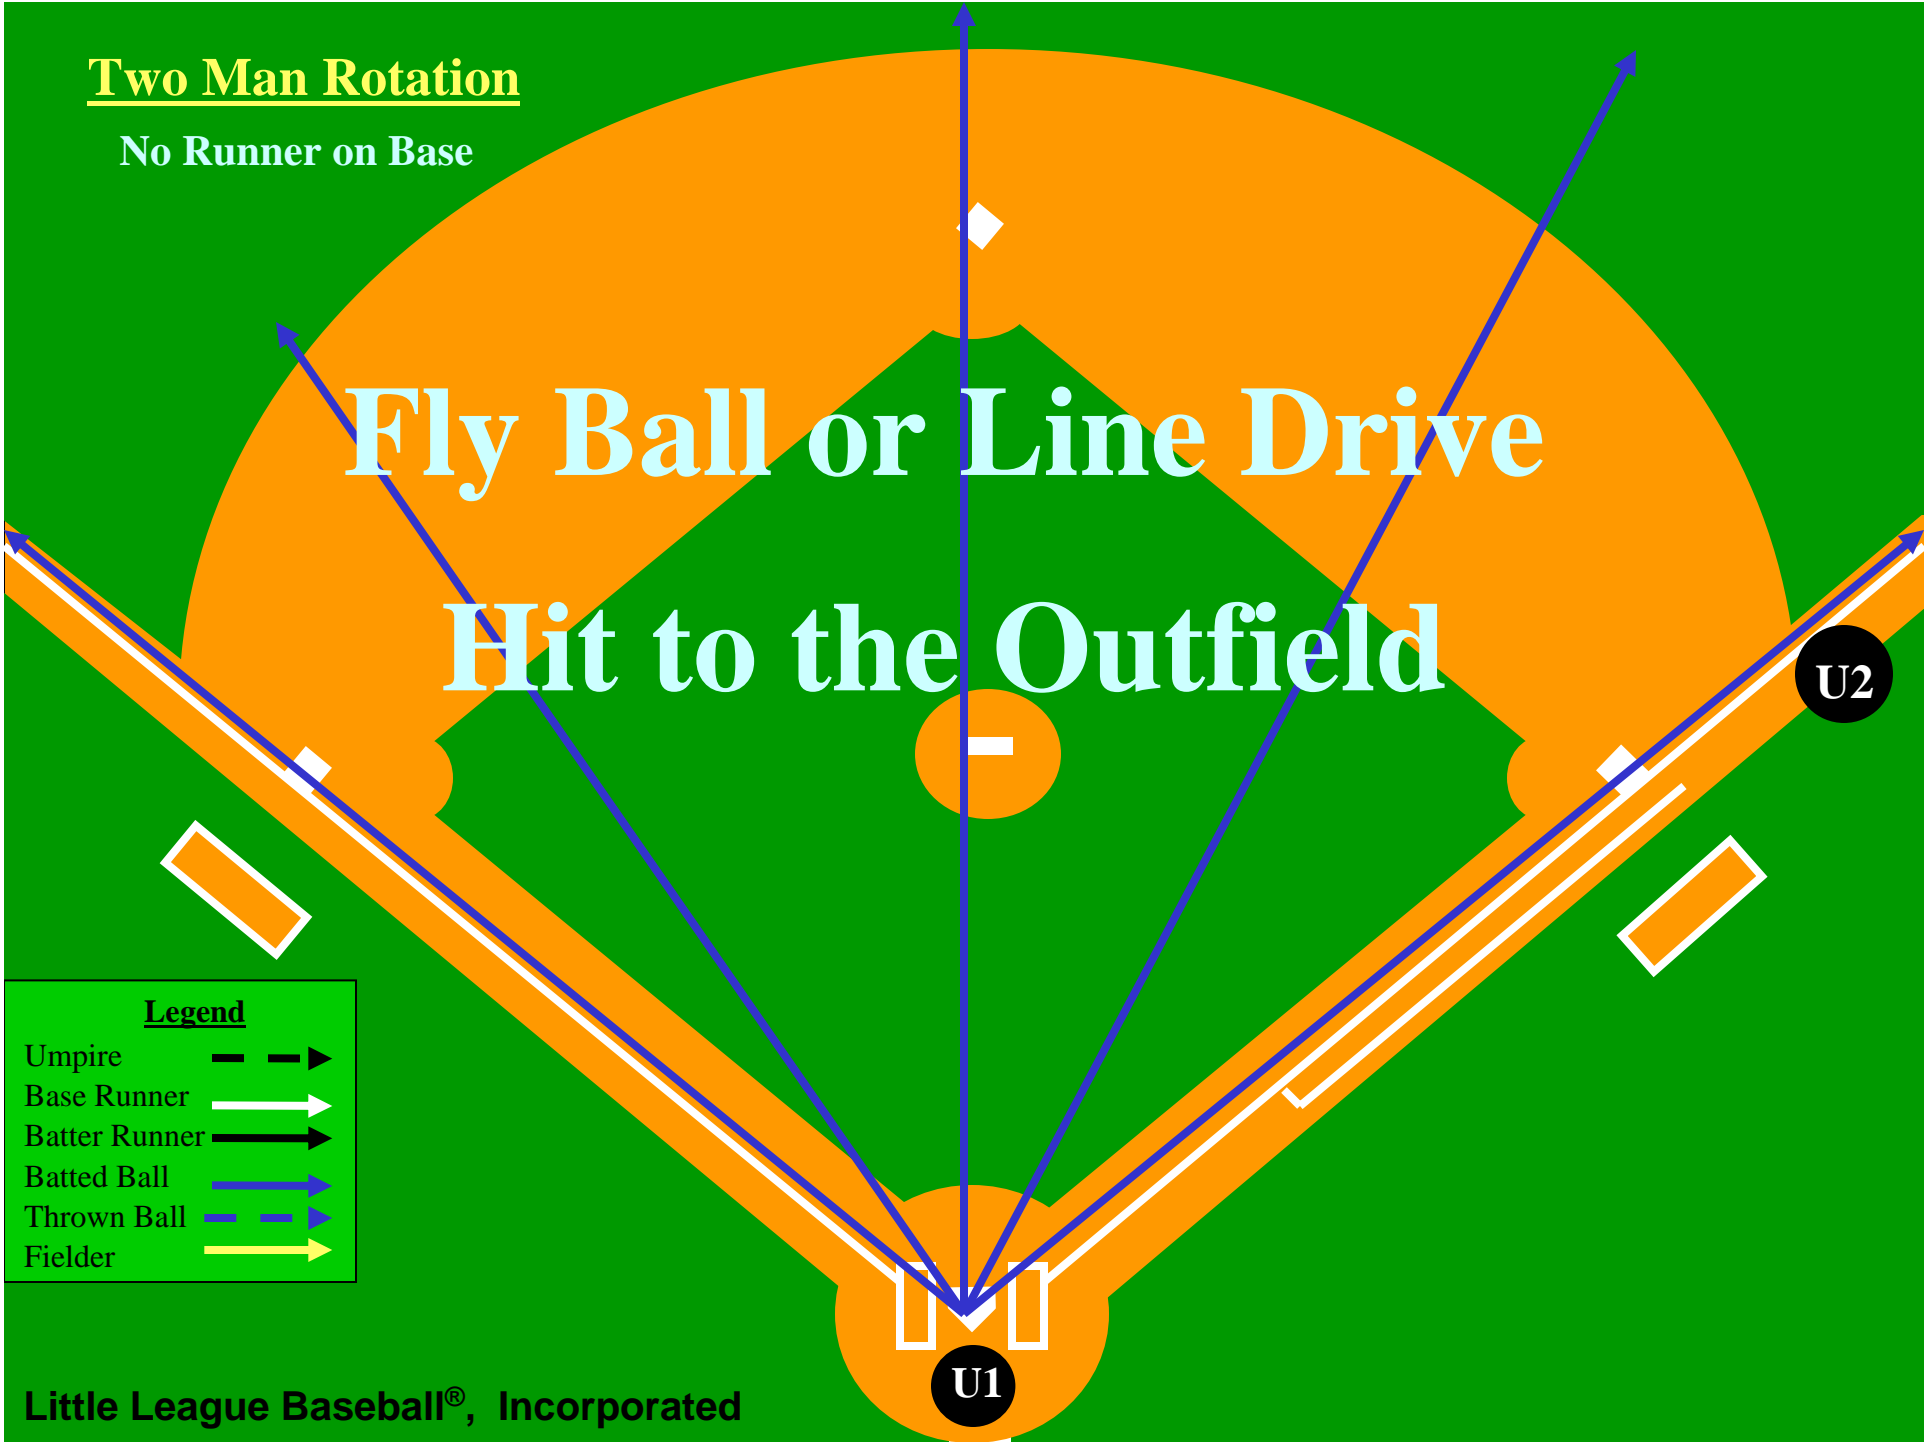 Two Man Rotation
No Runner on Base
Fly Ball or Line Drive
Hit to the Outfield
U2
Legend
Umpire
Base Runner
Batter Runner
Batted Ball
Thrown Ball
Fielder
U1
Little League Baseball®, Incorporated